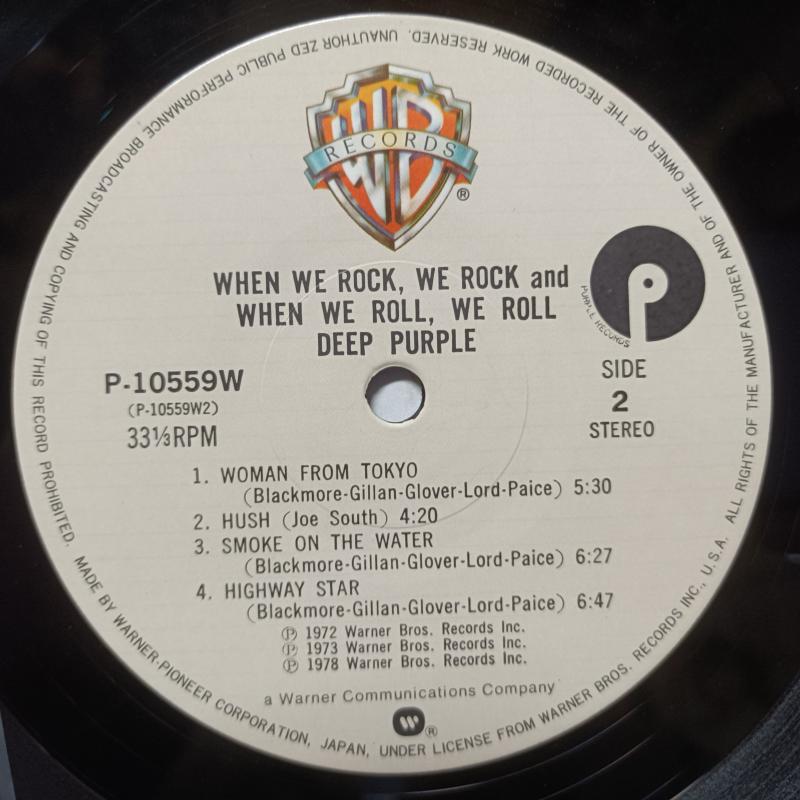 WB
RECORDS
®
WHEN WE ROCK, WE ROCK and
WHEN WE ROLL, WE ROLL
DEEP PURPLE
P
PURPLE RECORDS
P-10559W
(P-10559W2)
33⅓RPM
SIDE
2
STEREO
1. WOMAN FROM TOKYO
(Blackmore-Gillan-Glover-Lord-Paice) 5:30
2. HUSH (Joe South) 4:20
3. SMOKE ON THE WATER
(Blackmore-Gillan-Glover-Lord-Paice) 6:27
4. HIGHWAY STAR
(Blackmore-Gillan-Glover-Lord-Paice) 6:47
Ⓟ 1972 Warner Bros. Records Inc.
Ⓟ 1973 Warner Bros. Records Inc.
Ⓟ 1978 Warner Bros. Records Inc.
a Warner Communications Company
®
MADE BY WARNER-PIONEER CORPORATION, JAPAN, UNDER LICENSE FROM WARNER BROS. RECORDS INC., U.S.A. ALL RIGHTS OF THE MANUFACTURER AND OF THE OWNER OF THE RECORDED WORK RESERVED. UNAUTHOR ZED PUBLIC PERFORMANCE BROADCASTING AND COPYING OF THIS RECORD PROHIBITED.